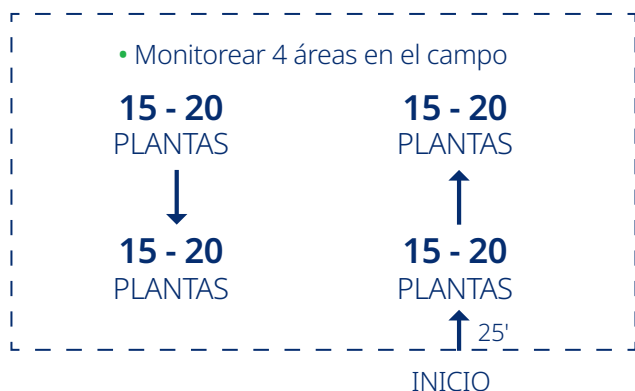 • Monitorear 4 áreas en el campo
15 - 20
PLANTAS
15 - 20
PLANTAS
15 - 20
PLANTAS
15 - 20
PLANTAS
25'
INICIO